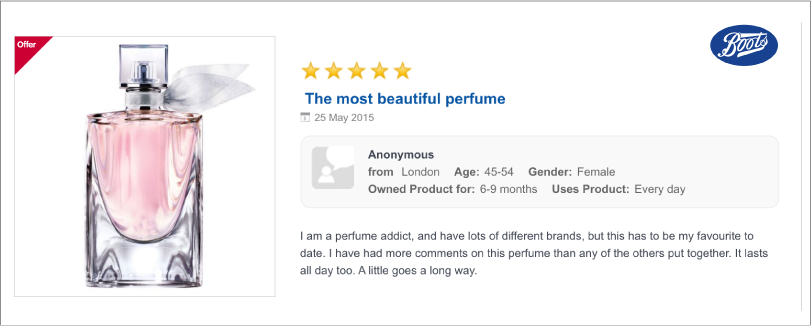 Offer
Boots
The most beautiful perfume
25 May 2015
Anonymous
from London Age: 45-54 Gender: Female
Owned Product for: 6-9 months Uses Product: Every day
I am a perfume addict, and have lots of different brands, but this has to be my favourite to
date. I have had more comments on this perfume than any of the others put together. It lasts
all day too. A little goes a long way.